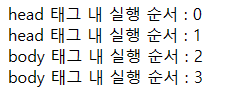 head 태그 내 실행 순서 : 0
head 태그 내 실행 순서 : 1
body 태그 내 실행 순서 : 2
body 태그 내 실행 순서 : 3